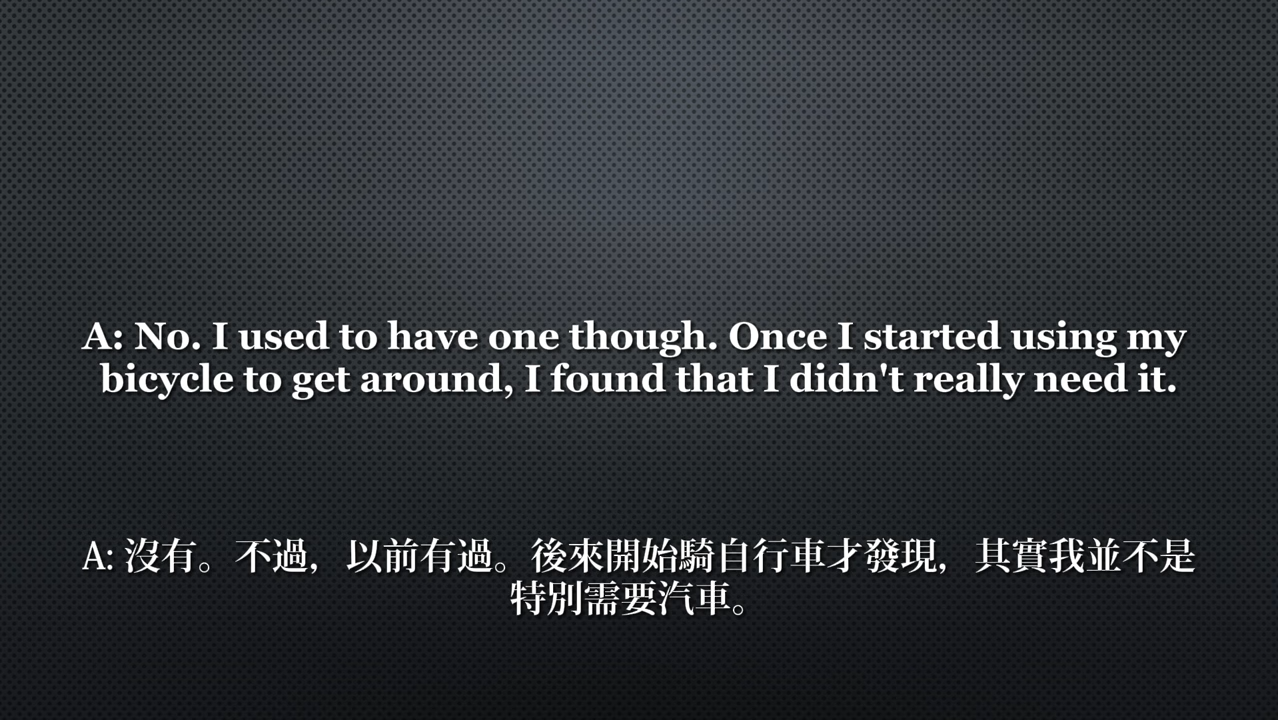 A: No. I used to have one though. Once I started using my
bicycle to get around, I found that I didn't really need it.
A: 沒有。不過，以前有過。後來開始騎自行車才發現，其實我並不是
特別需要汽車。